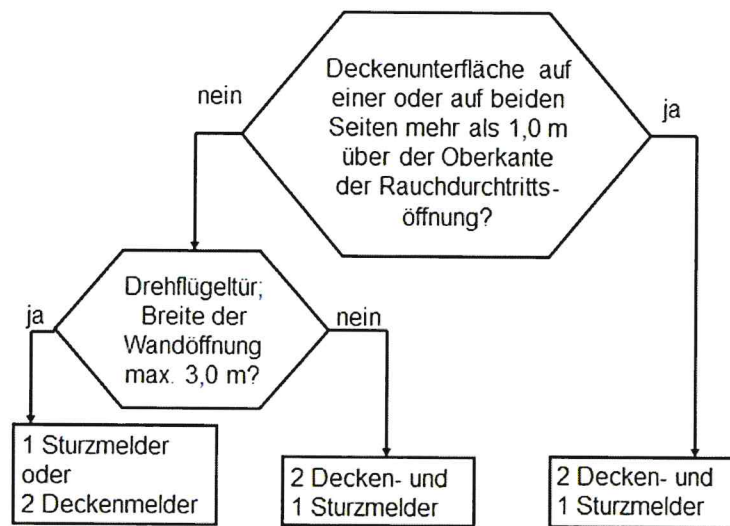 Deckenunterfläche auf
einer oder auf beiden
Seiten mehr als 1,0 m
über der Oberkante
der Rauchdurchtritts-
öffnung?
nein
ja
Drehflügeltür;
Breite der
Wandöffnung
max. 3,0 m?
ja
nein
1 Sturzmelder
oder
2 Deckenmelder
2 Decken- und
1 Sturzmelder
2 Decken- und
1 Sturzmelder